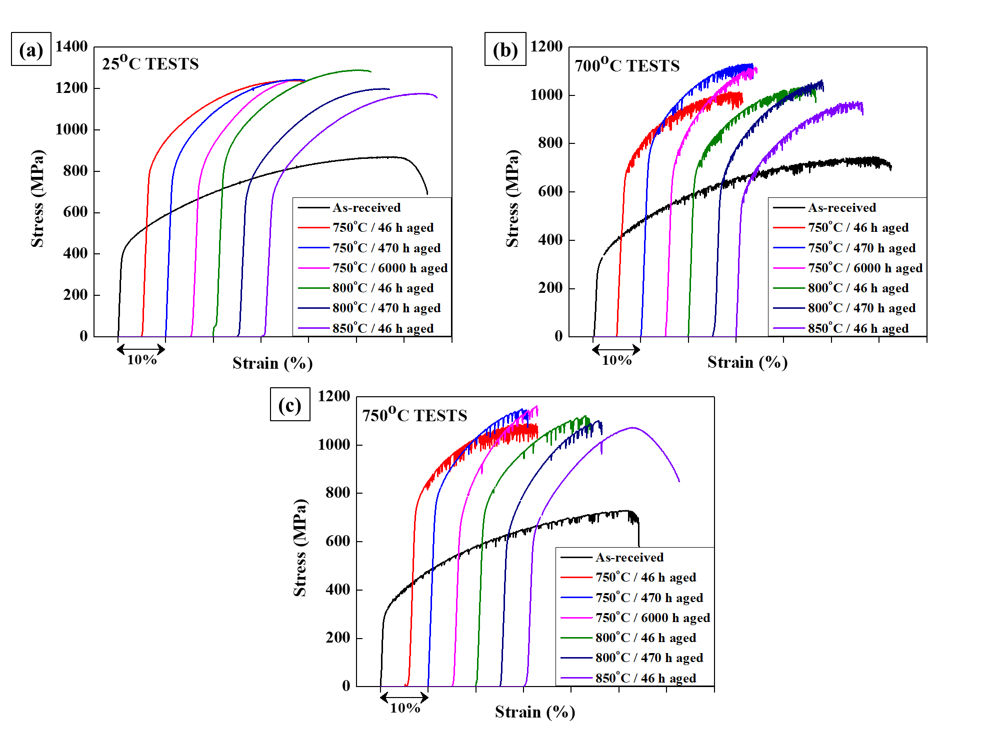 (a)
25°C TESTS
1400
1200
1000
800
600
400
200
0
Stress (MPa)
As-received
750°C / 46 h aged
750°C / 470 h aged
750°C / 6000 h aged
800°C / 46 h aged
800°C / 470 h aged
850°C / 46 h aged
10%
Strain (%)
(b)
700°C TESTS
1200
1000
800
600
400
200
0
Stress (MPa)
As-received
750°C / 46 h aged
750°C / 470 h aged
750°C / 6000 h aged
800°C / 46 h aged
800°C / 470 h aged
850°C / 46 h aged
10%
Strain (%)
(c)
750°C TESTS
1200
1000
800
600
400
200
0
Stress (MPa)
As-received
750°C / 46 h aged
750°C / 470 h aged
750°C / 6000 h aged
800°C / 46 h aged
800°C / 470 h aged
850°C / 46 h aged
10%
Strain (%)